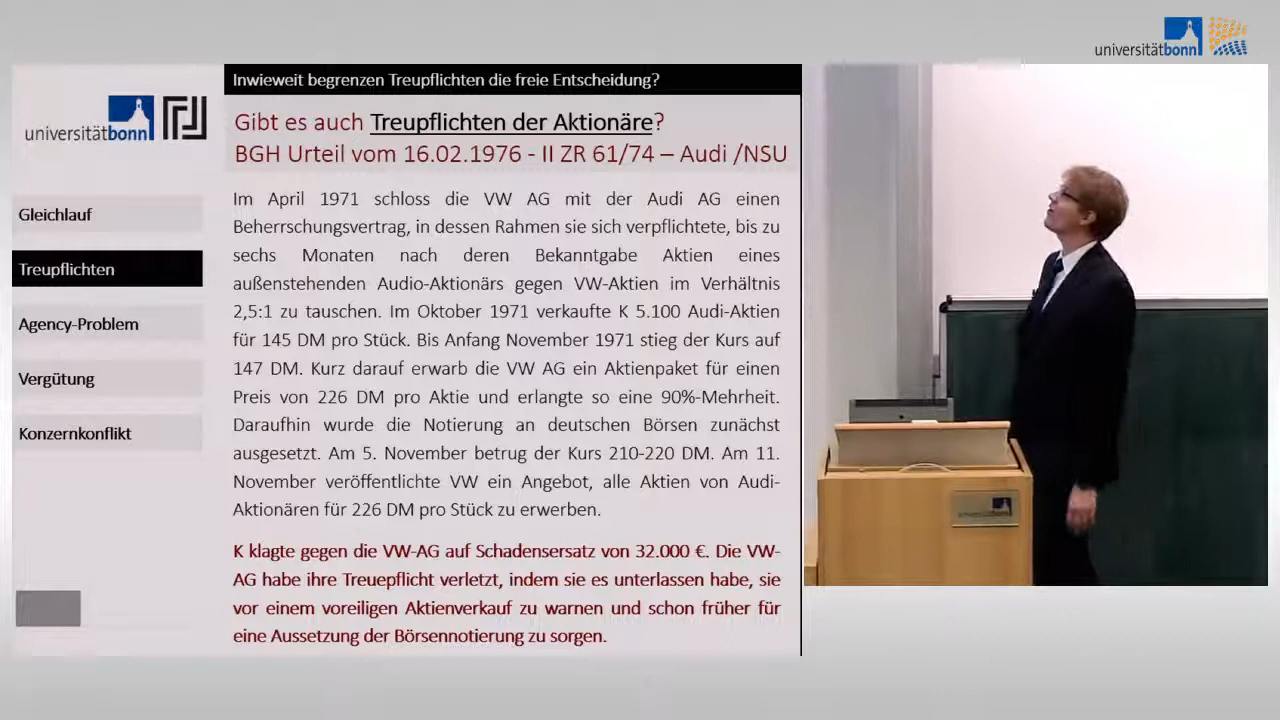 universitätbonn
Inwieweit begrenzen Treupflichten die freie Entscheidung?
universitätbonn
Gibt es auch Treupflichten der Aktionäre?
BGH Urteil vom 16.02.1976 - II ZR 61/74 – Audi /NSU
Gleichlauf
Treupflichten
Agency-Problem
Vergütung
Konzernkonflikt
Im April 1971 schloss die VW AG mit der Audi AG einen
Beherrschungsvertrag, in dessen Rahmen sie sich verpflichtete, bis zu
sechs Monaten nach deren Bekanntgabe Aktien eines
außenstehenden Audio-Aktionärs gegen VW-Aktien im Verhältnis
2,5:1 zu tauschen. Im Oktober 1971 verkaufte K 5.100 Audi-Aktien
für 145 DM pro Stück. Bis Anfang November 1971 stieg der Kurs auf
147 DM. Kurz darauf erwarb die VW AG ein Aktienpaket für einen
Preis von 226 DM pro Aktie und erlangte so eine 90%-Mehrheit.
Daraufhin wurde die Notierung an deutschen Börsen zunächst
ausgesetzt. Am 5. November betrug der Kurs 210-220 DM. Am 11.
November veröffentlichte VW ein Angebot, alle Aktien von Audi-
Aktionären für 226 DM pro Stück zu erwerben.
K klagte gegen die VW-AG auf Schadensersatz von 32.000 €. Die VW-
AG habe ihre Treuepflicht verletzt, indem sie es unterlassen habe, sie
vor einem voreiligen Aktienverkauf zu warnen und schon früher für
eine Aussetzung der Börsennotierung zu sorgen.
universitätbonn